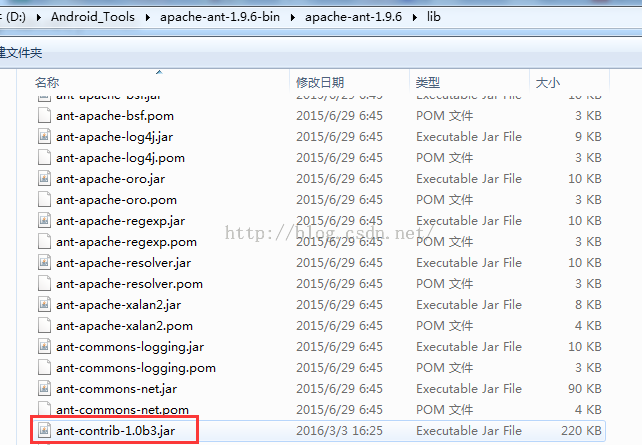 (D:) ▸ Android_Tools ▸ apache-ant-1.9.6-bin ▸ apache-ant-1.9.6 ▸ lib
建文件夹
名称 修改日期 类型 大小
ant-apache-bsf.jar 2015/6/29 6:45 Executable Jar File 10 KB
ant-apache-bsf.pom 2015/6/29 6:45 POM 文件 3 KB
ant-apache-log4j.jar 2015/6/29 6:45 Executable Jar File 9 KB
ant-apache-log4j.pom 2015/6/29 6:45 POM 文件 3 KB
ant-apache-oro.jar 2015/6/29 6:45 Executable Jar File 10 KB
ant-apache-oro.pom 2015/6/29 6:45 POM 文件 3 KB
ant-apache-regexp.jar 2015/6/29 6:45 Executable Jar File 10 KB
ant-apache-regexp.pom 2015/6/29 6:45 POM 文件 3 KB
http://blog.csdn.net/
ant-apache-resolver.jar 2015/6/29 6:45 Executable Jar File 10 KB
ant-apache-resolver.pom 2015/6/29 6:45 POM 文件 3 KB
ant-apache-xalan2.jar 2015/6/29 6:45 Executable Jar File 8 KB
ant-apache-xalan2.pom 2015/6/29 6:45 POM 文件 4 KB
ant-commons-logging.jar 2015/6/29 6:45 Executable Jar File 10 KB
ant-commons-logging.pom 2015/6/29 6:45 POM 文件 3 KB
ant-commons-net.jar 2015/6/29 6:45 Executable Jar File 90 KB
ant-commons-net.pom 2015/6/29 6:45 POM 文件 4 KB
ant-contrib-1.0b3.jar 2016/3/3 16:25 Executable Jar File 220 KB